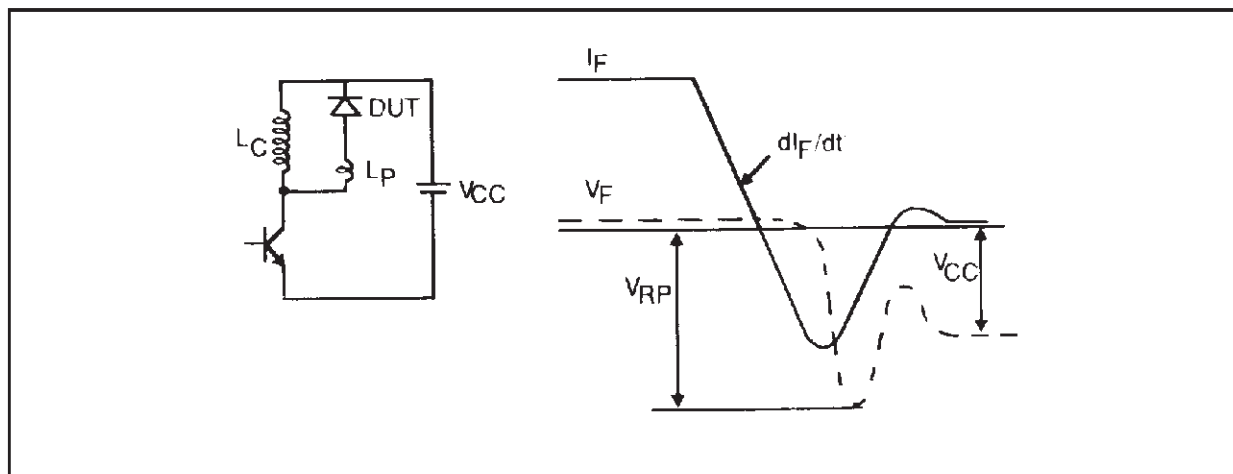 LC
DUT
LP
VCC
IF
dIF/dt
VF
VRP
VCC